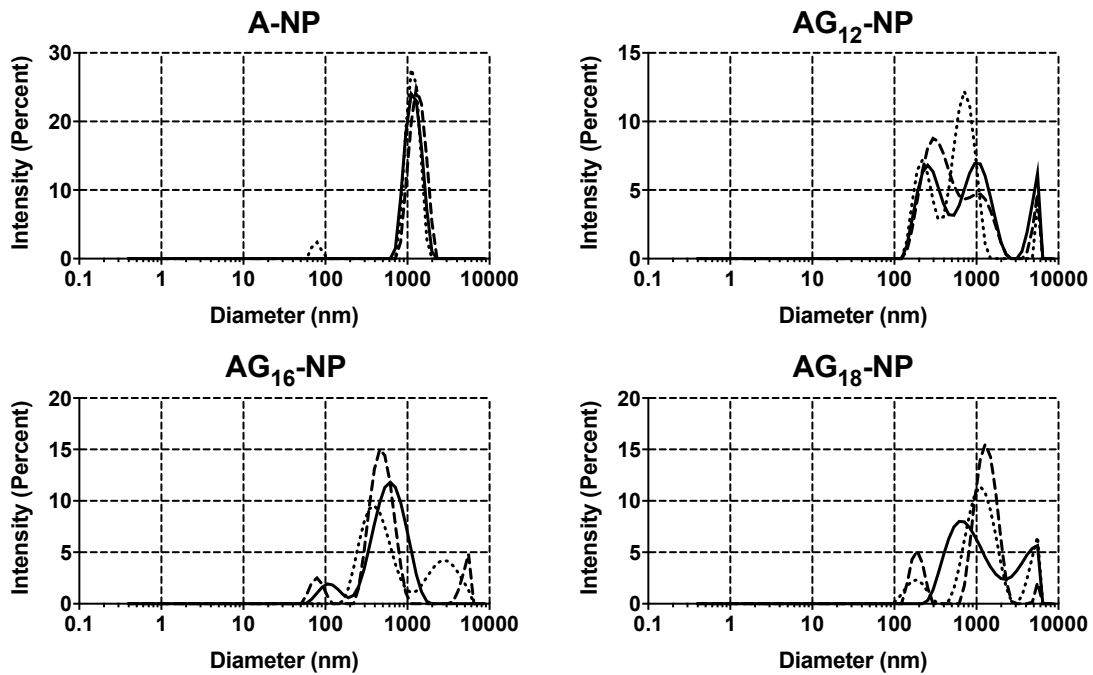 A-NP
Intensity (Percent)
30
20
10
0
0.1 1 10 100 1000 10000
Diameter (nm)
AG12-NP
Intensity (Percent)
15
10
5
0
0.1 1 10 100 1000 10000
Diameter (nm)
AG16-NP
Intensity (Percent)
20
15
10
5
0
0.1 1 10 100 1000 10000
Diameter (nm)
AG18-NP
Intensity (Percent)
20
15
10
5
0
0.1 1 10 100 1000 10000
Diameter (nm)